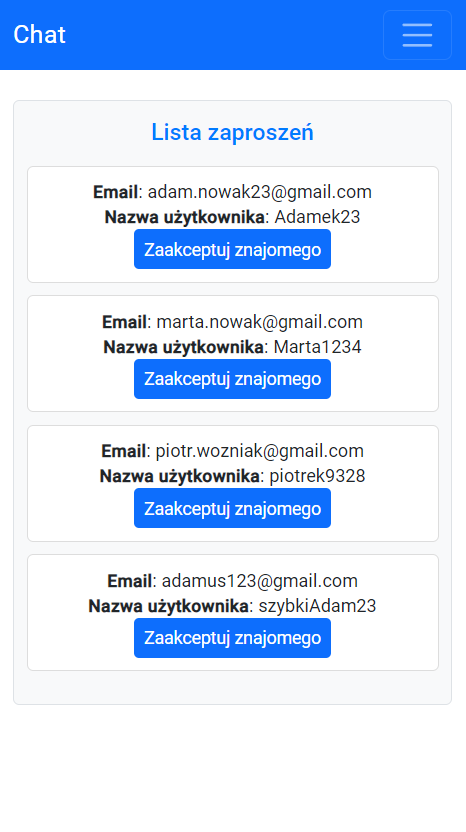 Chat
Lista zaproszeń
Email: adam.nowak23@gmail.com
Nazwa użytkownika: Adamek23
Zaakceptuj znajomego
Email: marta.nowak@gmail.com
Nazwa użytkownika: Marta1234
Zaakceptuj znajomego
Email: piotr.wozniak@gmail.com
Nazwa użytkownika: piotrek9328
Zaakceptuj znajomego
Email: adamus123@gmail.com
Nazwa użytkownika: szybkiAdam23
Zaakceptuj znajomego